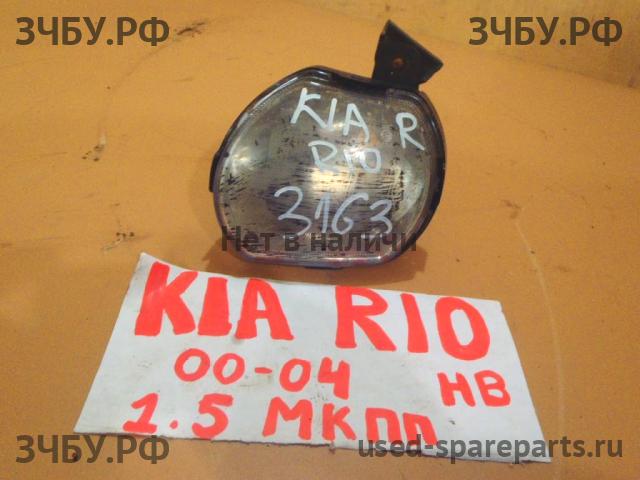 ЗЧБУ.РФ ЗЧБУ.РФ
KIA R
RIO
3163
Нет в наличии
KIA RIO
00-04 HB
1.5 МКПП
ЗЧБУ.РФ used-spareparts.ru